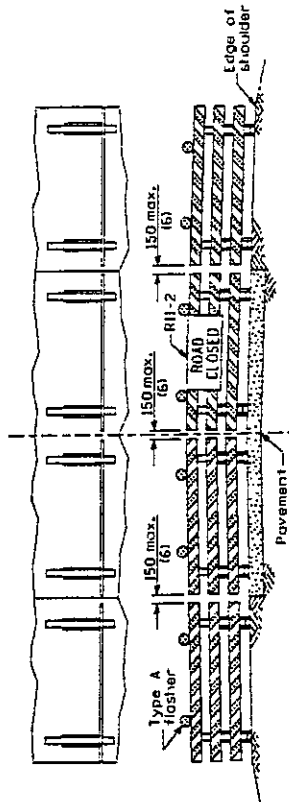 Edge of
shoulder
150 max.
(6)
R11-2
ROAD
CLOSED
150 max.
(6)
150 max.
(6)
Pavement
Type A
flasher